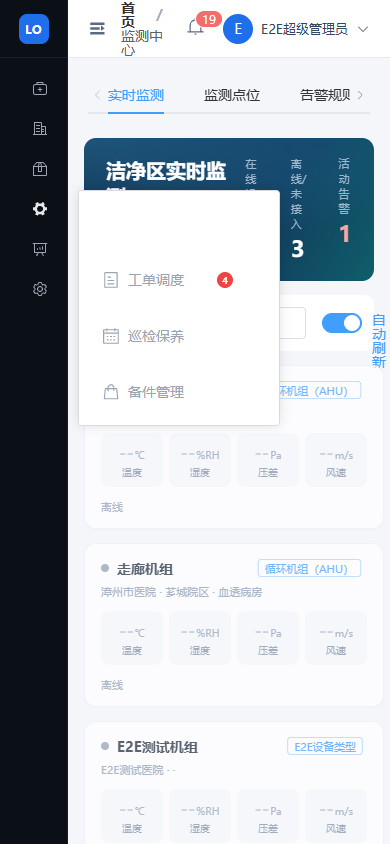 LO
首页 /
监测中心
19
E
E2E超级管理员
实时监测
监测点位
告警规则
洁净区实时监
在线
离线/未接入
3
活动告警
1
工单调度
4
巡检保养
备件管理
自动刷新
环机组（AHU）
--℃
温度
--%RH
湿度
--Pa
压差
--m/s
风速
离线
走廊机组
循环机组（AHU）
漳州市医院 · 芗城院区 · 血透病房
--℃
温度
--%RH
湿度
--Pa
压差
--m/s
风速
离线
E2E测试机组
E2E设备类型
E2E测试医院 · ·
--℃
温度
--%RH
湿度
--Pa
压差
--m/s
风速